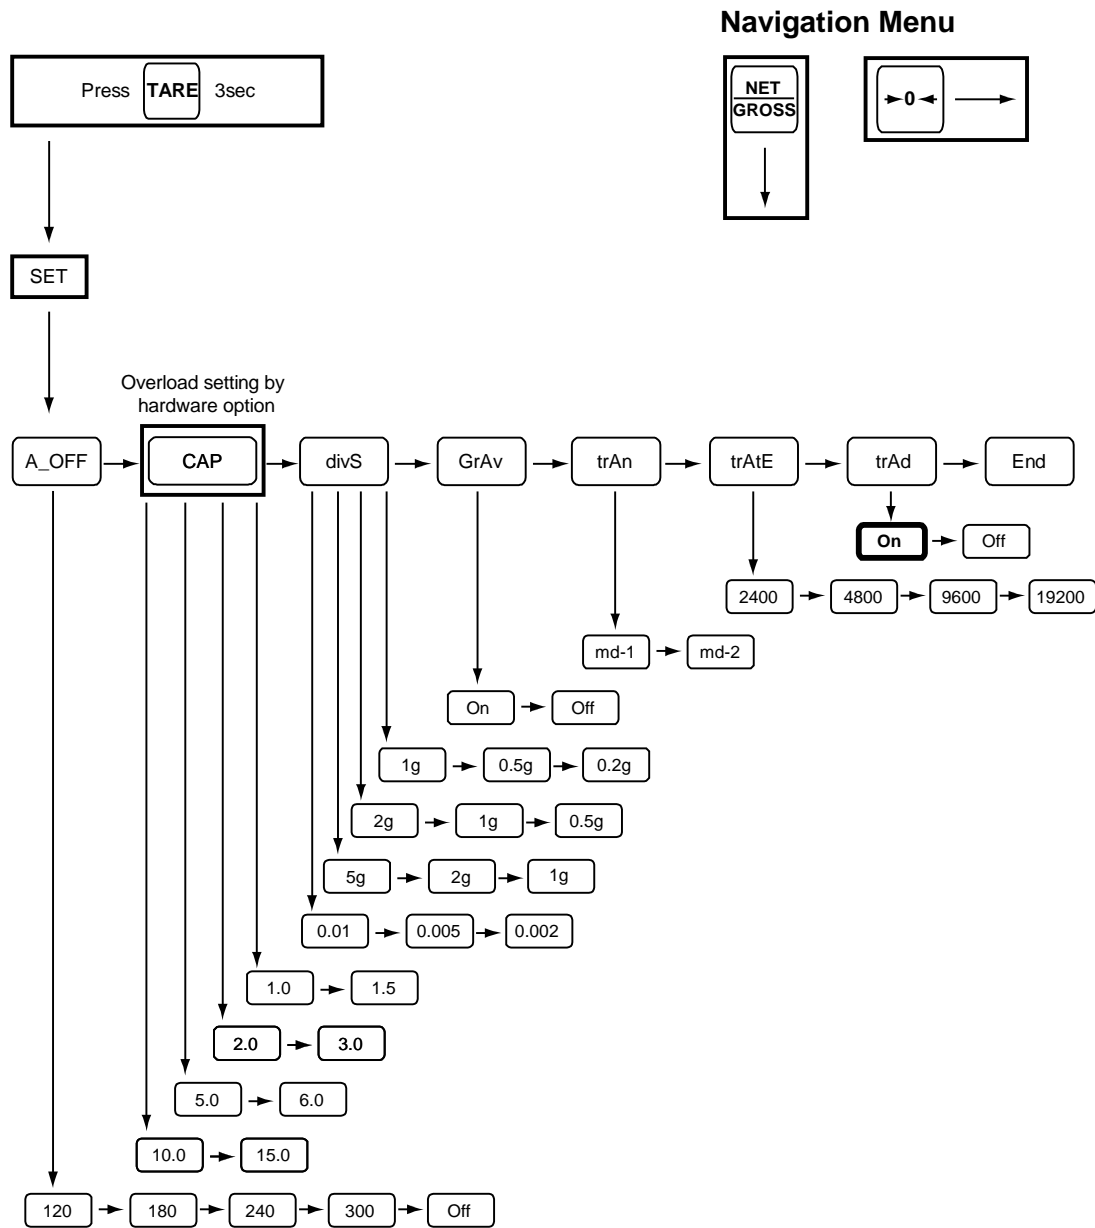 Navigation Menu
Press TARE 3sec
NET
GROSS
0
SET
Overload setting by
hardware option
A_OFF CAP divS GrAv trAn trAtE trAd End
On Off
2400 4800 9600 19200
md-1 md-2
On Off
1g 0.5g 0.2g
2g 1g 0.5g
5g 2g 1g
0.01 0.005 0.002
1.0 1.5
2.0 3.0
5.0 6.0
10.0 15.0
120 180 240 300 Off